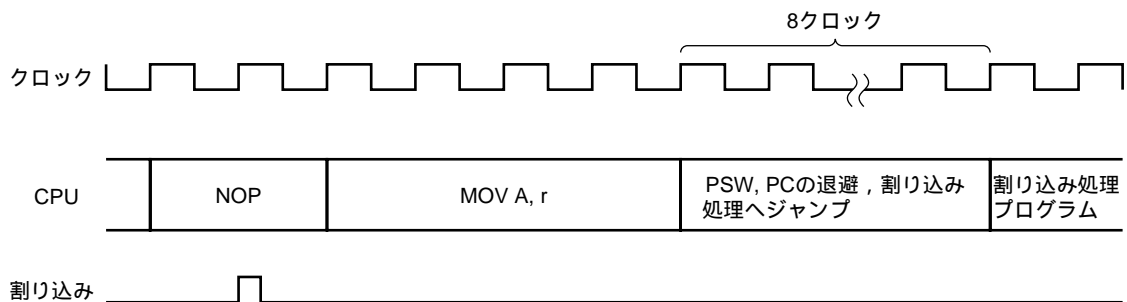 8クロック
クロック
CPU
NOP
MOV A, r
PSW, PCの退避，割り込み
処理へジャンプ
割り込み処理
プログラム
割り込み